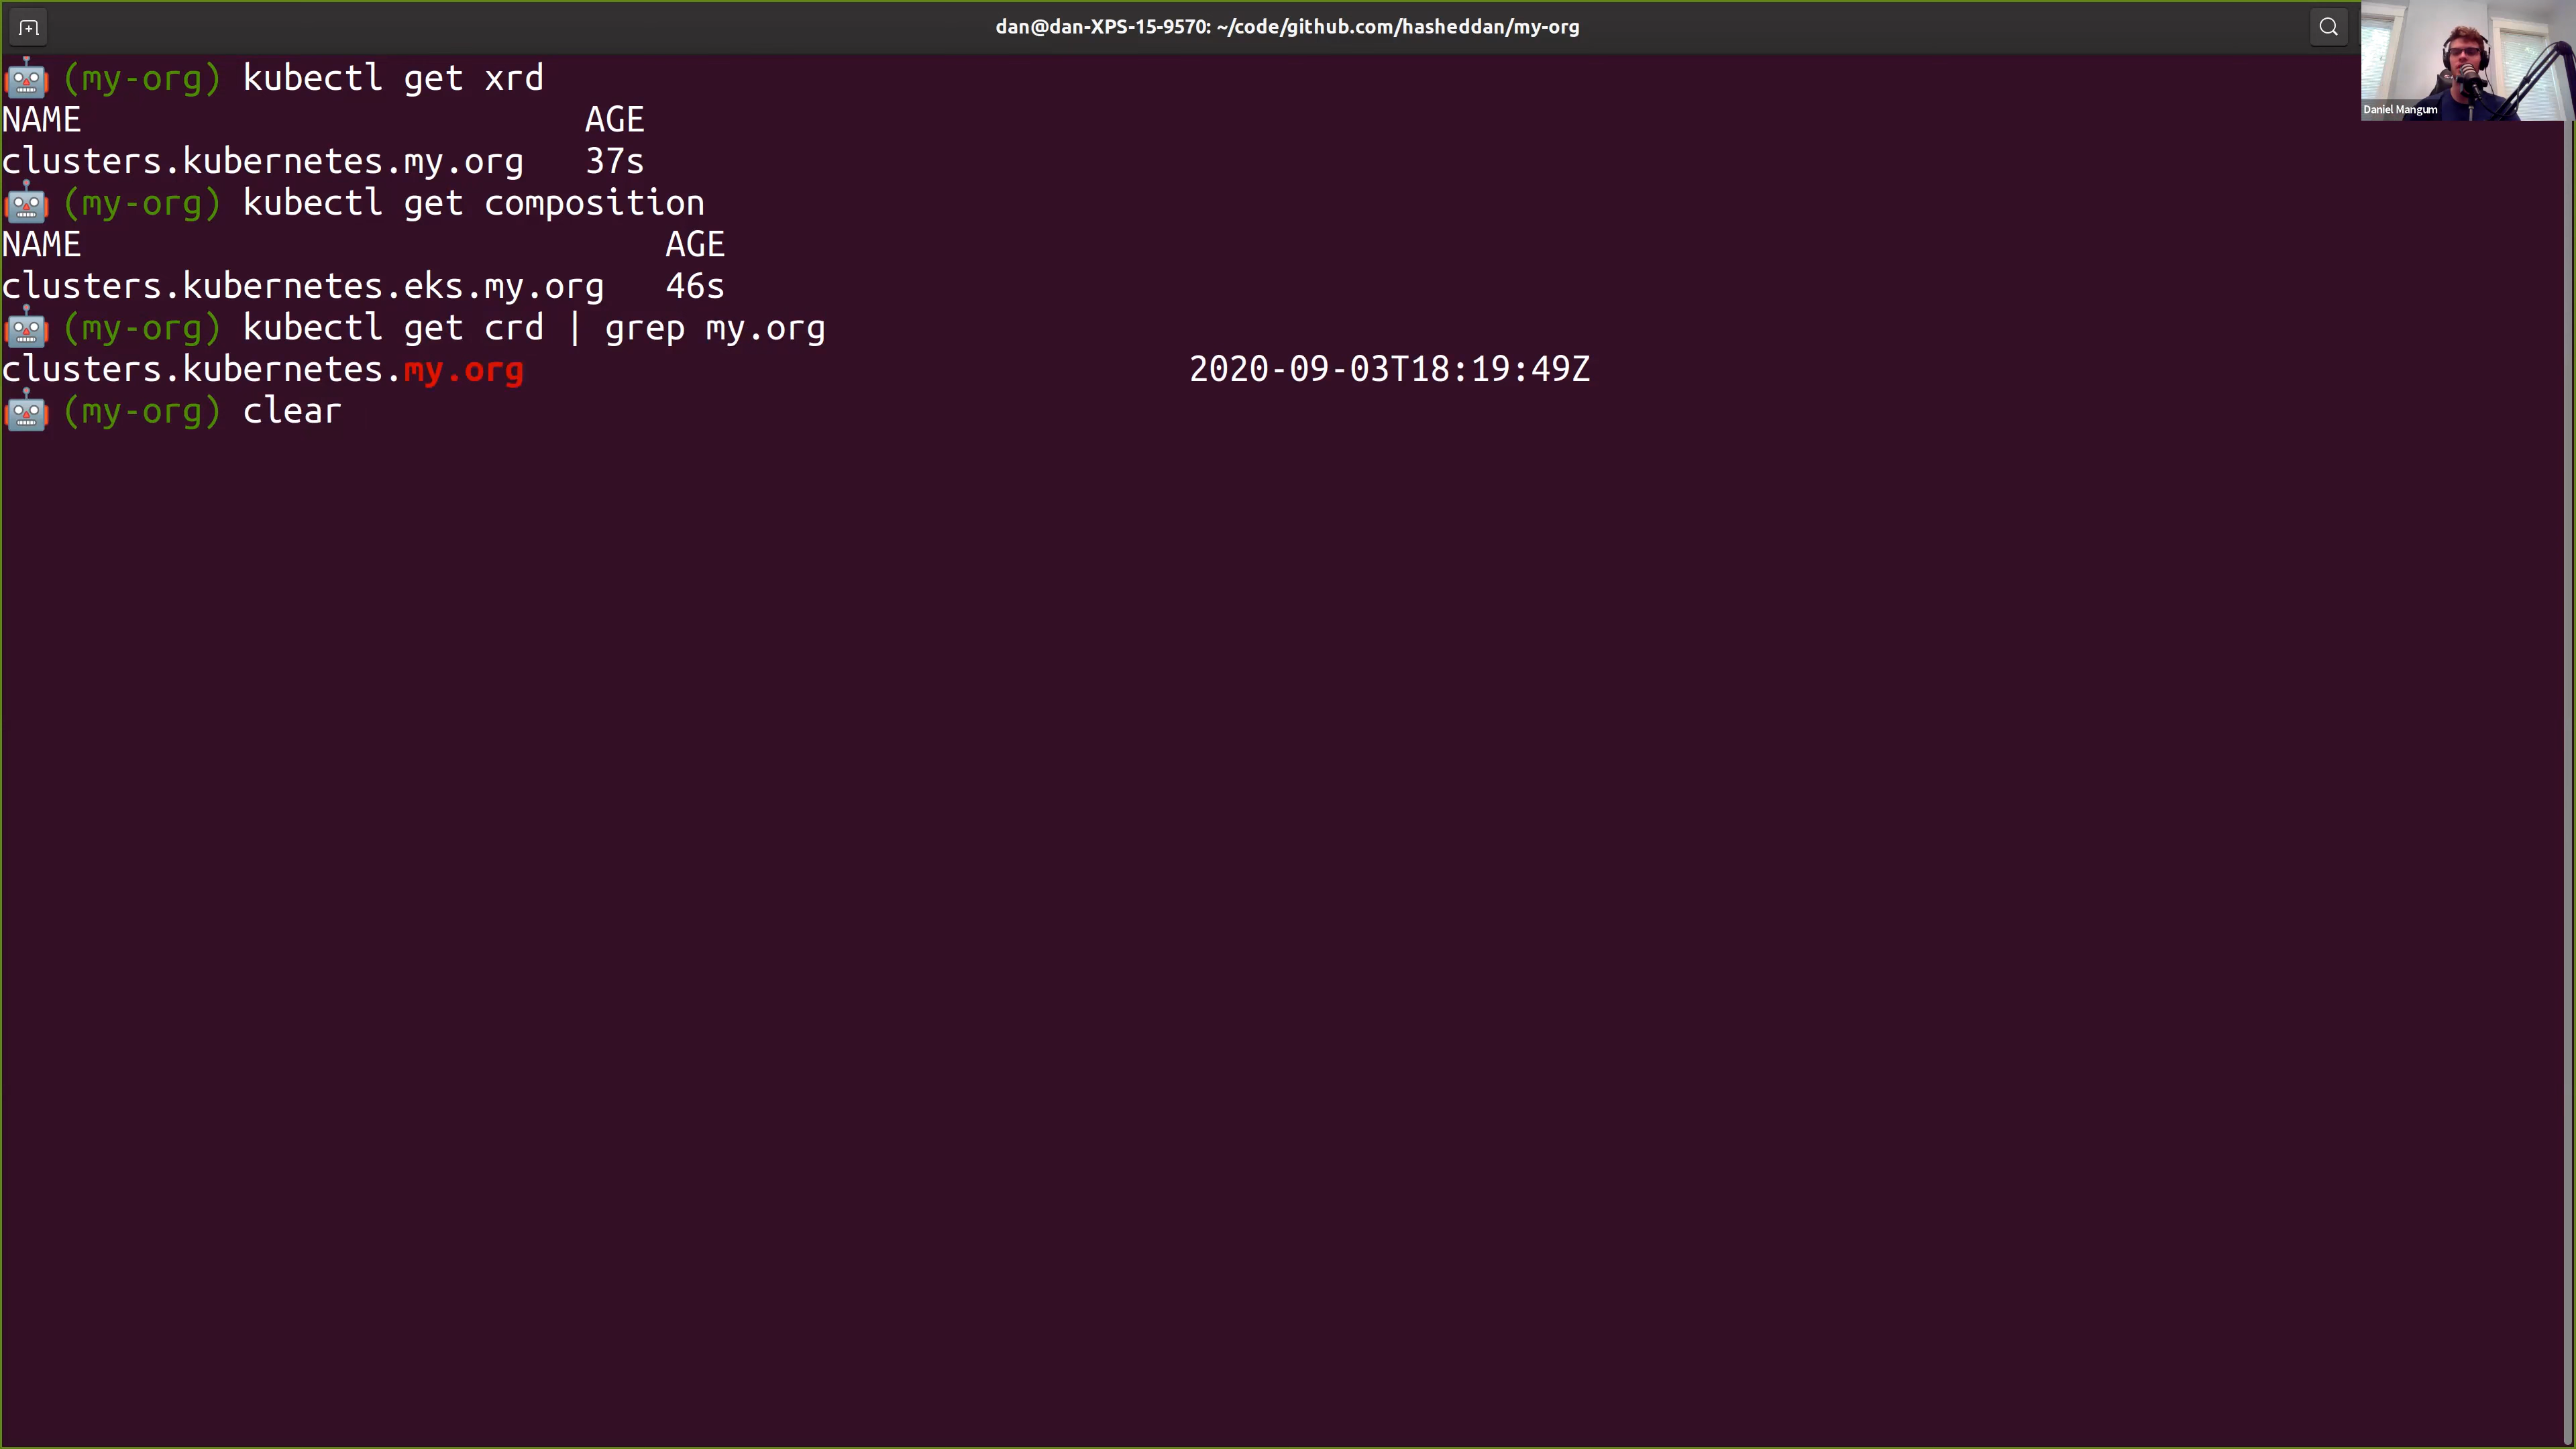 dan@dan-XPS-15-9570: ~/code/github.com/hasheddan/my-org
Daniel Mangum
(my-org) kubectl get xrd
NAME AGE
clusters.kubernetes.my.org 37s
(my-org) kubectl get composition
NAME AGE
clusters.kubernetes.eks.my.org 46s
(my-org) kubectl get crd | grep my.org
clusters.kubernetes.my.org 2020-09-03T18:19:49Z
(my-org) clear